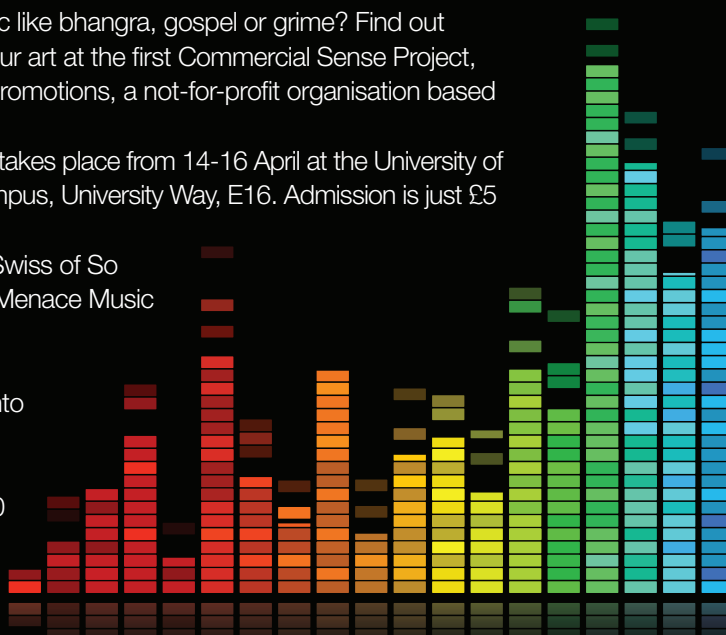 c like bhangra, gospel or grime? Find out
ur art at the first Commercial Sense Project,
romotions, a not-for-profit organisation based
takes place from 14-16 April at the University of
mpus, University Way, E16. Admission is just £5
Swiss of So
Menace Music
nto
0